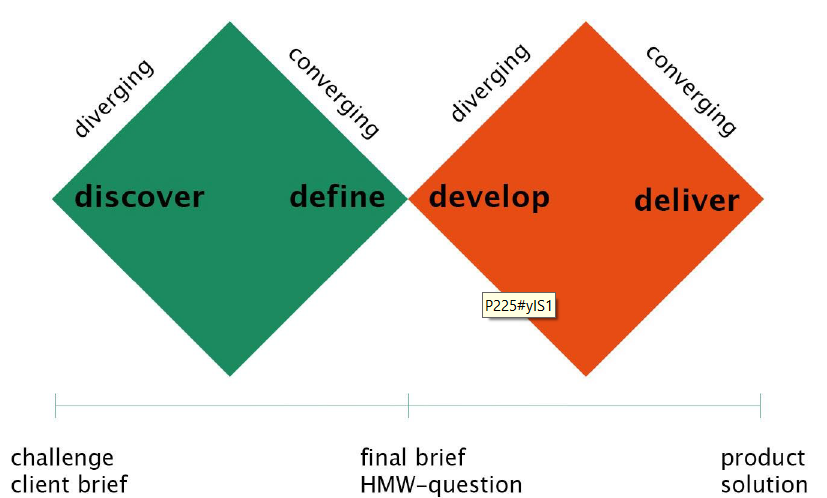 diverging
converging
diverging
converging
discover
define
develop
deliver
P225#yIS1
challenge
client brief
final brief
HMW-question
product
solution